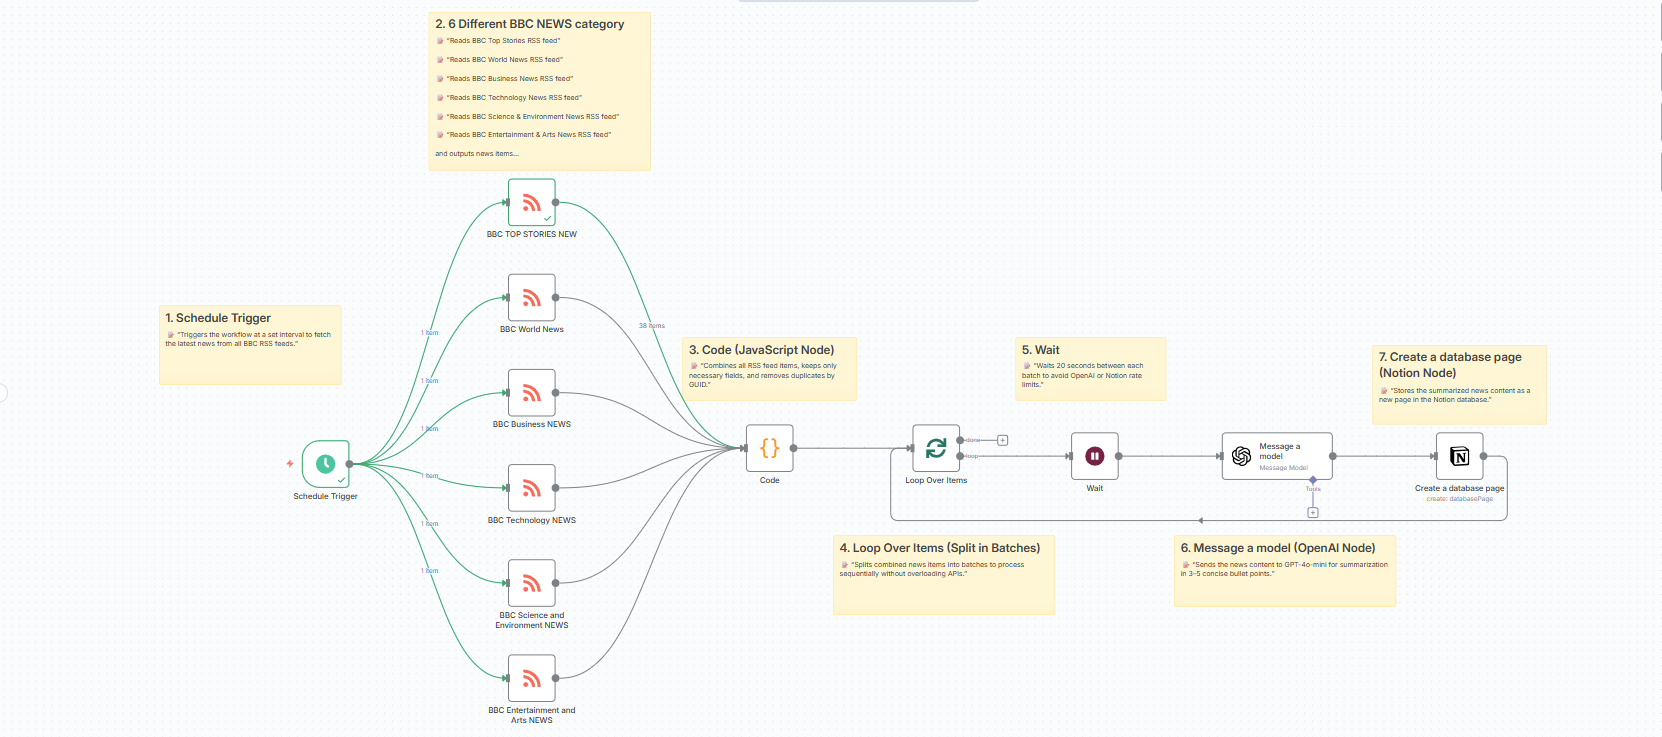 2. 6 Different BBC NEWS category
📝 “Reads BBC Top Stories RSS feed”
📝 “Reads BBC World News RSS feed”
📝 “Reads BBC Business News RSS feed”
📝 “Reads BBC Technology News RSS feed”
📝 “Reads BBC Science & Environment News RSS feed”
📝 “Reads BBC Entertainment & Arts News RSS feed”
and outputs news items...
1. Schedule Trigger
📝 “Triggers the workflow at a set interval to fetch
the latest news from all BBC RSS feeds.”
Schedule Trigger
1 item
1 item
1 item
1 item
1 item
1 item
BBC TOP STORIES NEW
BBC World News
BBC Business NEWS
BBC Technology NEWS
BBC Science and
Environment NEWS
BBC Entertainment and
Arts NEWS
38 items
3. Code (JavaScript Node)
📝 “Combines all RSS feed items, keeps only
necessary fields, and removes duplicates by
GUID.”
{}
Code
Loop Over Items
done
loop
4. Loop Over Items (Split in Batches)
📝 “Splits combined news items into batches to process
sequentially without overloading APIs.”
5. Wait
📝 “Waits 20 seconds between each
batch to avoid OpenAI or Notion rate
limits.”
Wait
Message a
model
Message Model
Tools
6. Message a model (OpenAI Node)
📝 “Sends the news content to GPT-4o-mini for summarization
in 3–5 concise bullet points.”
7. Create a database page
(Notion Node)
📝 “Stores the summarized news content as a
new page in the Notion database.”
Create a database page
create: databasePage